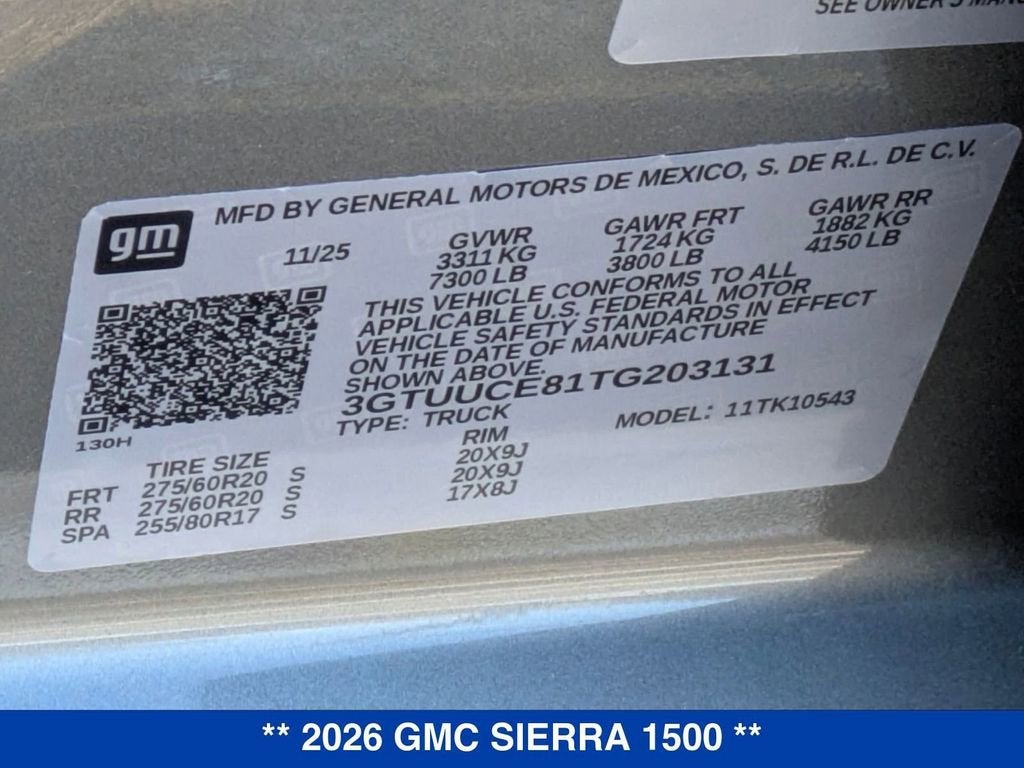 SEE OWNER'S MANU
gm
MFD BY GENERAL MOTORS DE MEXICO, S. DE R.L. DE C.V.
11/25
GVWR
3311 KG
7300 LB
GAWR FRT
1724 KG
3800 LB
GAWR RR
1882 KG
4150 LB
THIS VEHICLE CONFORMS TO ALL
APPLICABLE U.S. FEDERAL MOTOR
VEHICLE SAFETY STANDARDS IN EFFECT
ON THE DATE OF MANUFACTURE
SHOWN ABOVE.
3GTUUCE81TG203131
TYPE: TRUCK
MODEL: 11TK10543
130H
TIRE SIZE RIM
FRT 275/60R20 S 20X9J
RR 275/60R20 S 20X9J
SPA 255/80R17 S 17X8J
** 2026 GMC SIERRA 1500 **